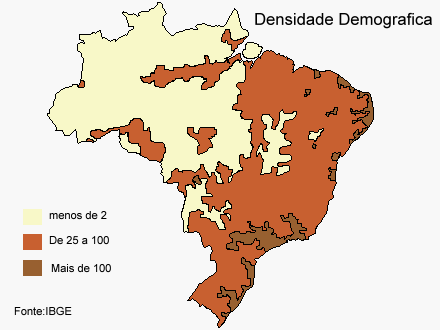 Densidade Demografica
menos de 2
De 25 a 100
Mais de 100
Fonte:IBGE